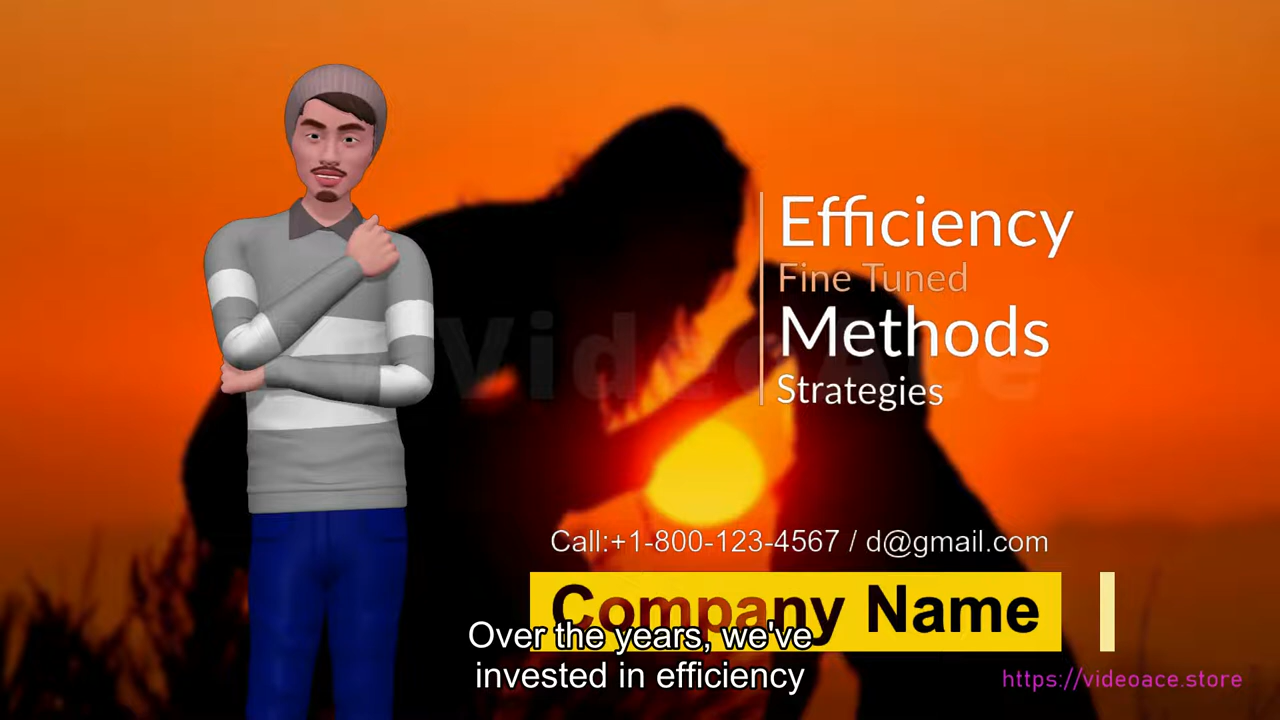 Efficiency
Fine Tuned
Methods
Strategies
VideoAce
Call:+1-800-123-4567 / d@gmail.com
Company Name
Over the years, we've
invested in efficiency
https://videoace.store